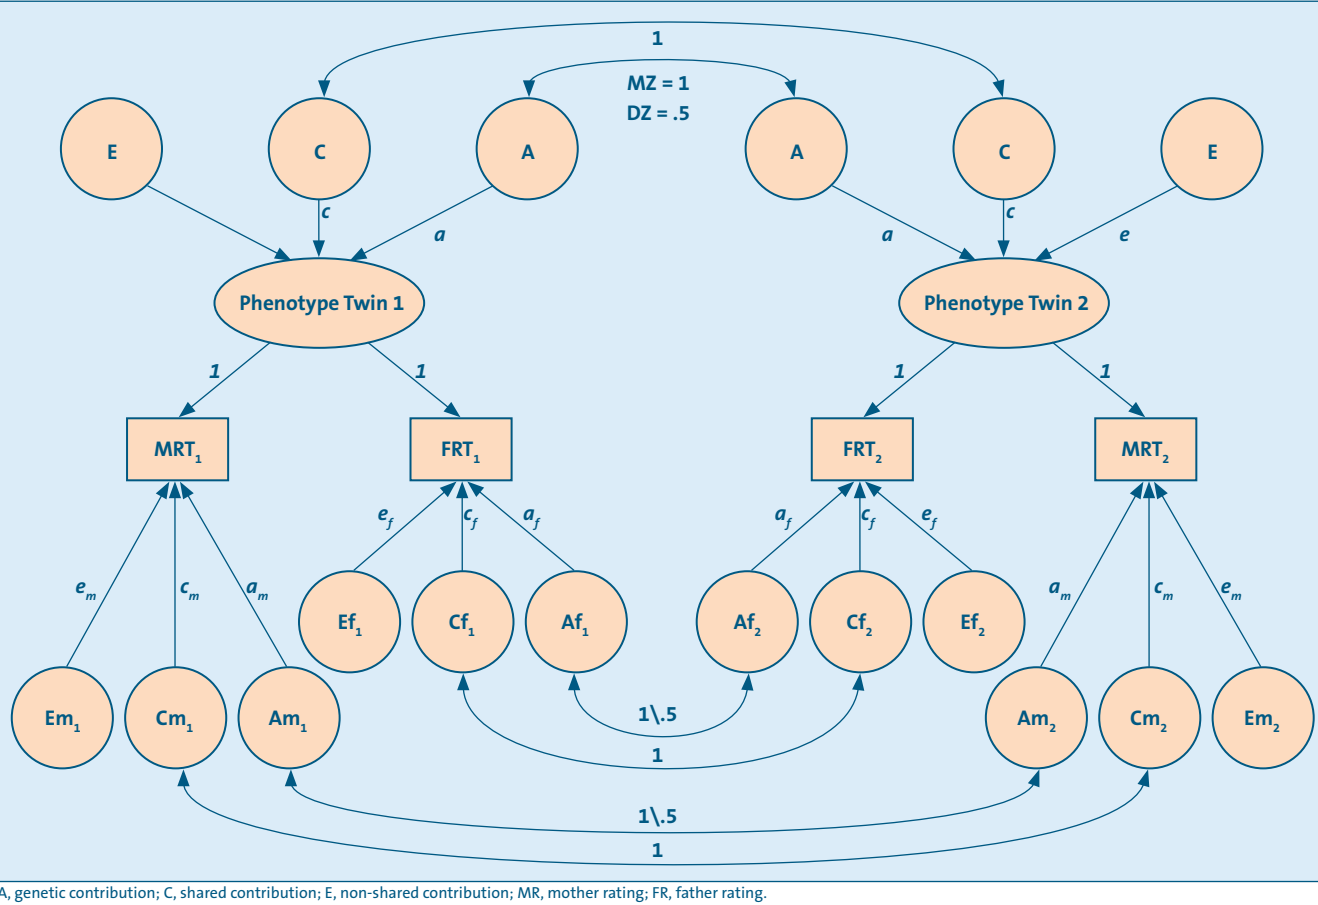 1
MZ = 1
DZ = .5
E C A A C E
c a a c e
Phenotype Twin 1 Phenotype Twin 2
1 1 1 1
MRT1 FRT1 FRT2 MRT2
ef cf af af cf ef
em cm am am cm em
Ef1 Cf1 Af1 Af2 Cf2 Ef2
Em1 Cm1 Am1 Am2 Cm2 Em2
1\.5
1
1\.5
1
A, genetic contribution; C, shared contribution; E, non-shared contribution; MR, mother rating; FR, father rating.